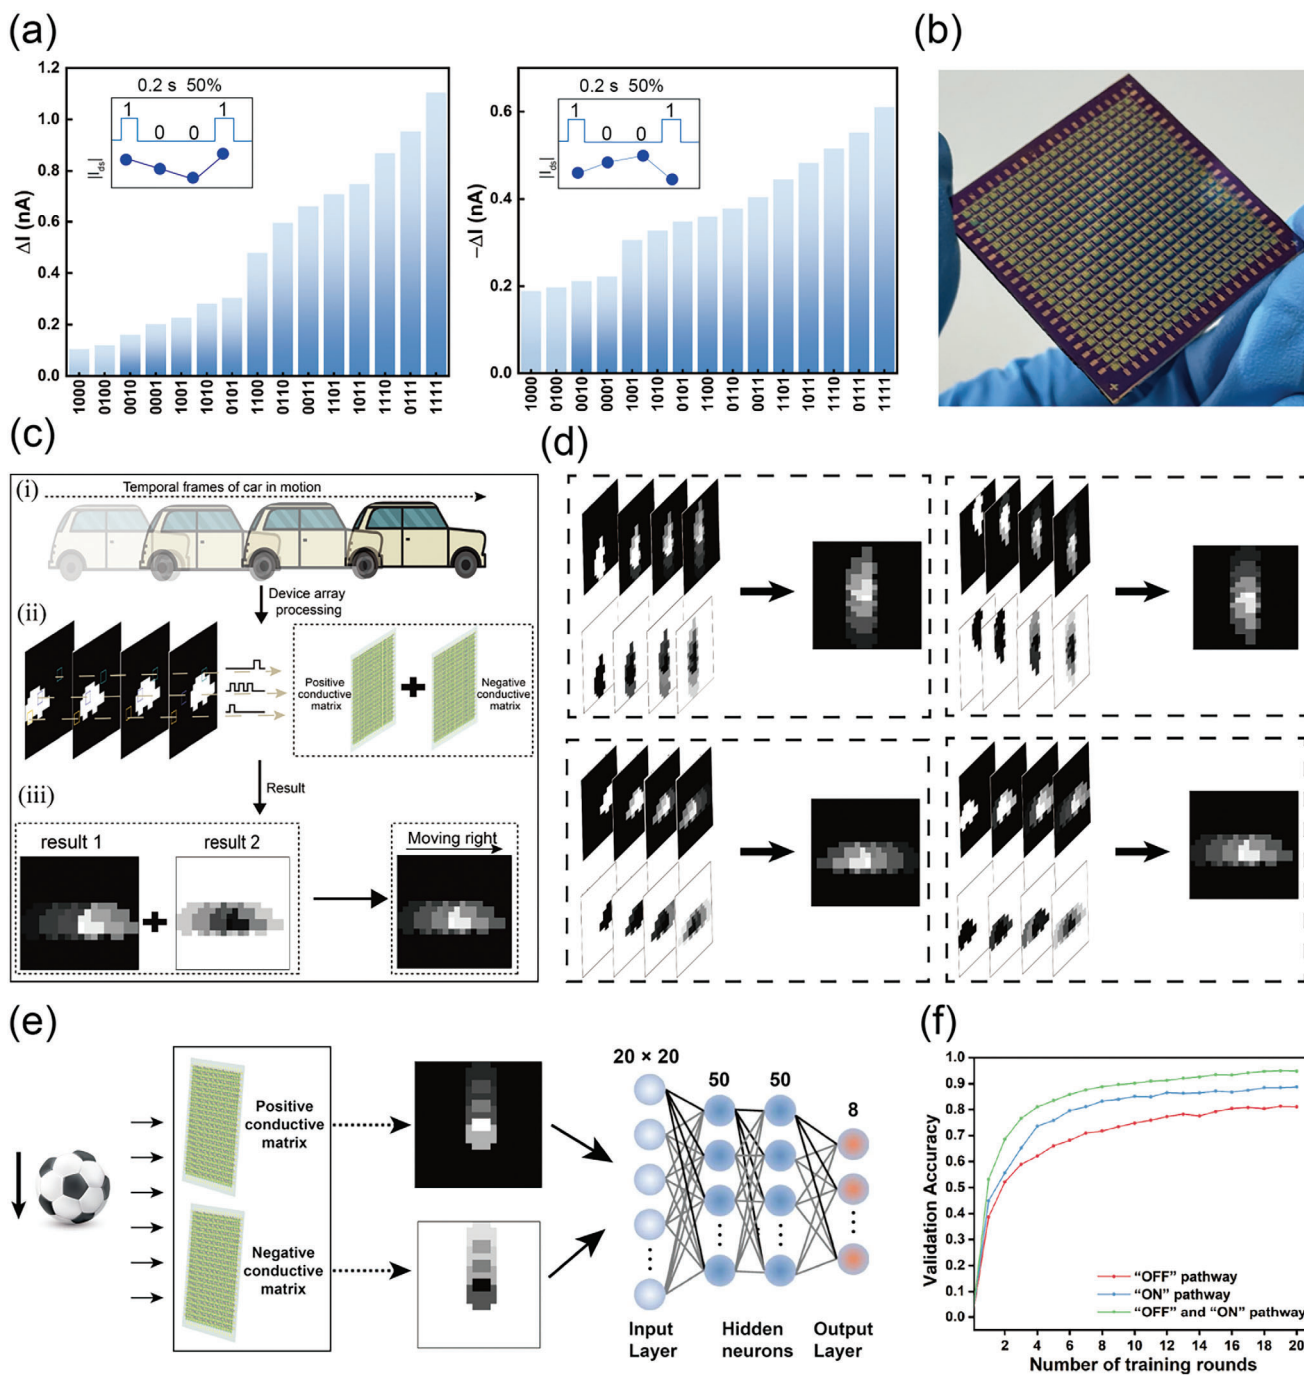 (a)
1.2
1.0
0.8
0.6
0.4
0.2
0.0
ΔI (nA)
0.2 s 50%
1 0 0 1
|I_ds|
1000 0100 0010 0001 1001 1010 0101 1100 0110 0011 1101 1011 1110 0111 1111
0.6
0.3
0.0
−ΔI (nA)
0.2 s 50%
1 0 0 1
|I_ds|
1000 0100 0010 0001 1001 1010 0101 1100 0110 1101 0011 1011 1110 0111 1111
(b)
(c)
(i)
Temporal frames of car in motion
Device array
processing
(ii)
Positive
conductive
matrix
Negative
conductive
matrix
Result
(iii)
result 1
result 2
Moving right
(d)
(e)
Positive
conductive
matrix
Negative
conductive
matrix
20 × 20
50
50
8
Input
Layer
Hidden
neurons
Output
Layer
(f)
1.0
0.9
0.8
0.7
0.6
0.5
0.4
0.3
0.2
0.1
0.0
Validation Accuracy
"OFF" pathway
"ON" pathway
"OFF" and "ON" pathway
2 4 6 8 10 12 14 16 18 20
Number of training rounds